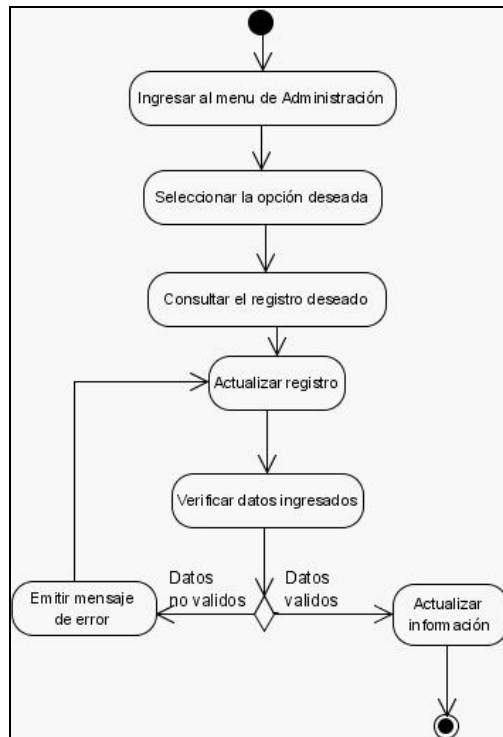 Ingresar al menu de Administración
Seleccionar la opción deseada
Consultar el registro deseado
Actualizar registro
Verificar datos ingresados
Datos
no validos
Datos
validos
Emitir mensaje
de error
Actualizar
información